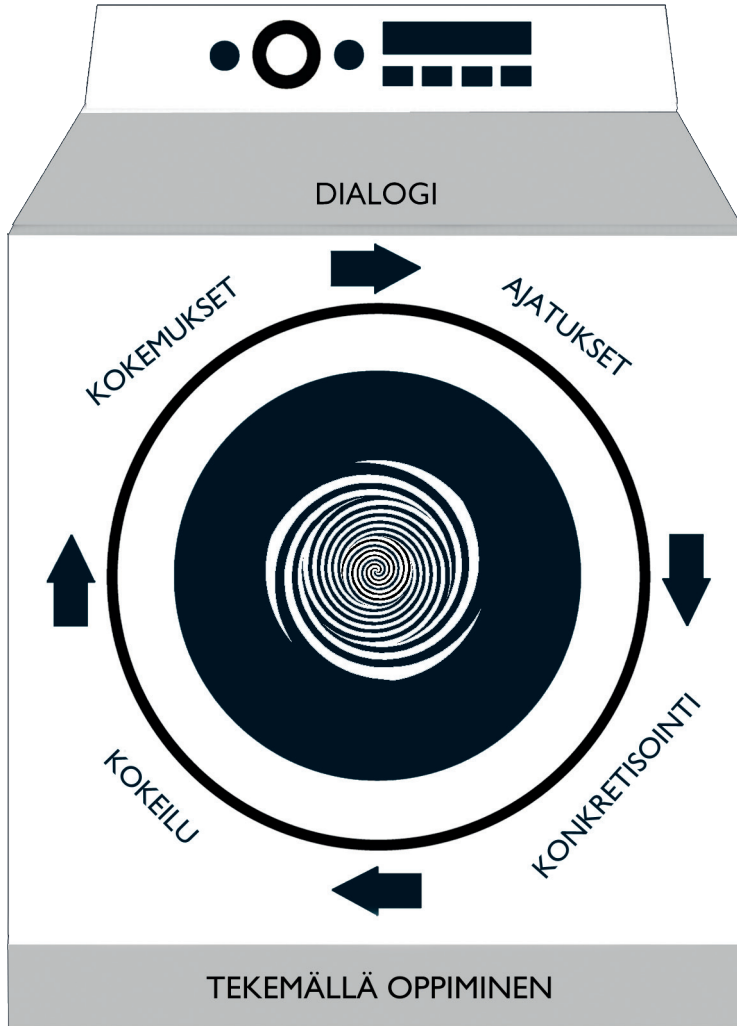 DIALOGI
KOKEMUKSET
AJATUKSET
KOKEILU
KONKRETISOINTI
TEKEMÄLLÄ OPPIMINEN